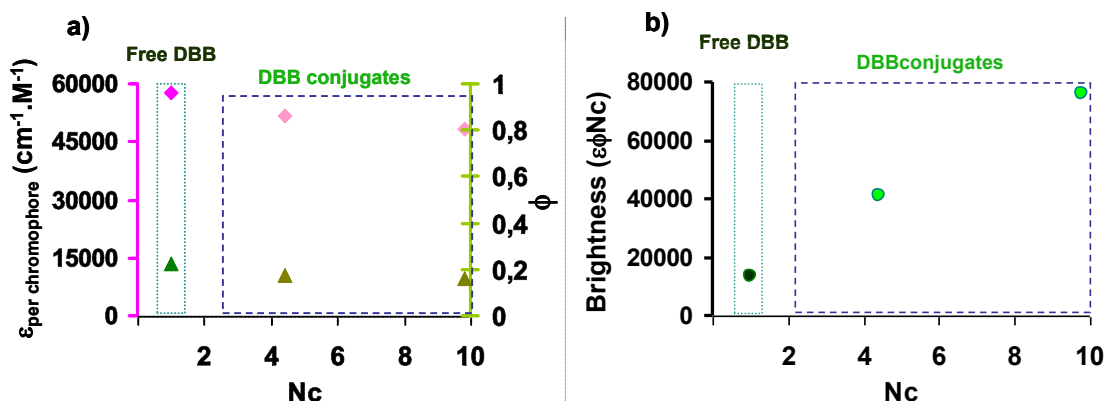 a)
Free DBB
DBB conjugates
60000
45000
30000
15000
0
εper chromophore (cm-1.M-1)
1
0,8
0,6
0,4
0,2
0
ϕ
2 4 6 8 10
Nc
b)
Free DBB
DBBconjugates
80000
60000
40000
20000
0
Brightness (εϕNc)
2 4 6 8 10
Nc